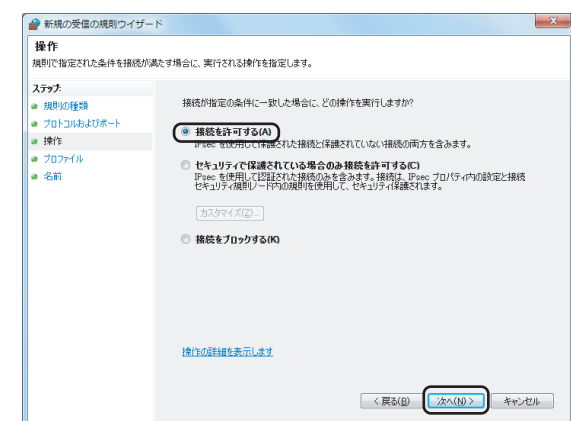 新規の受信の規則ウィザード
操作
規則で指定された条件を接続が満たす場合に、実行される操作を指定します。
ステップ:
規則の種類
プロトコルおよびポート
操作
プロファイル
名前
接続が指定の条件に一致した場合に、どの操作を実行しますか?
接続を許可する(A)
IPsec を使用して保護された接続と保護されていない接続の両方を含みます。
セキュリティで保護されている場合のみ接続を許可する(C)
IPsec を使用して認証された接続のみを含みます。接続は、IPsec プロパティ内の設定と接続
セキュリティ規則ノード内の規則を使用して、セキュリティ保護されます。
カスタマイズ(Z)...
接続をブロックする(K)
操作の詳細を表示します
< 戻る(B)
次へ(N) >
キャンセル